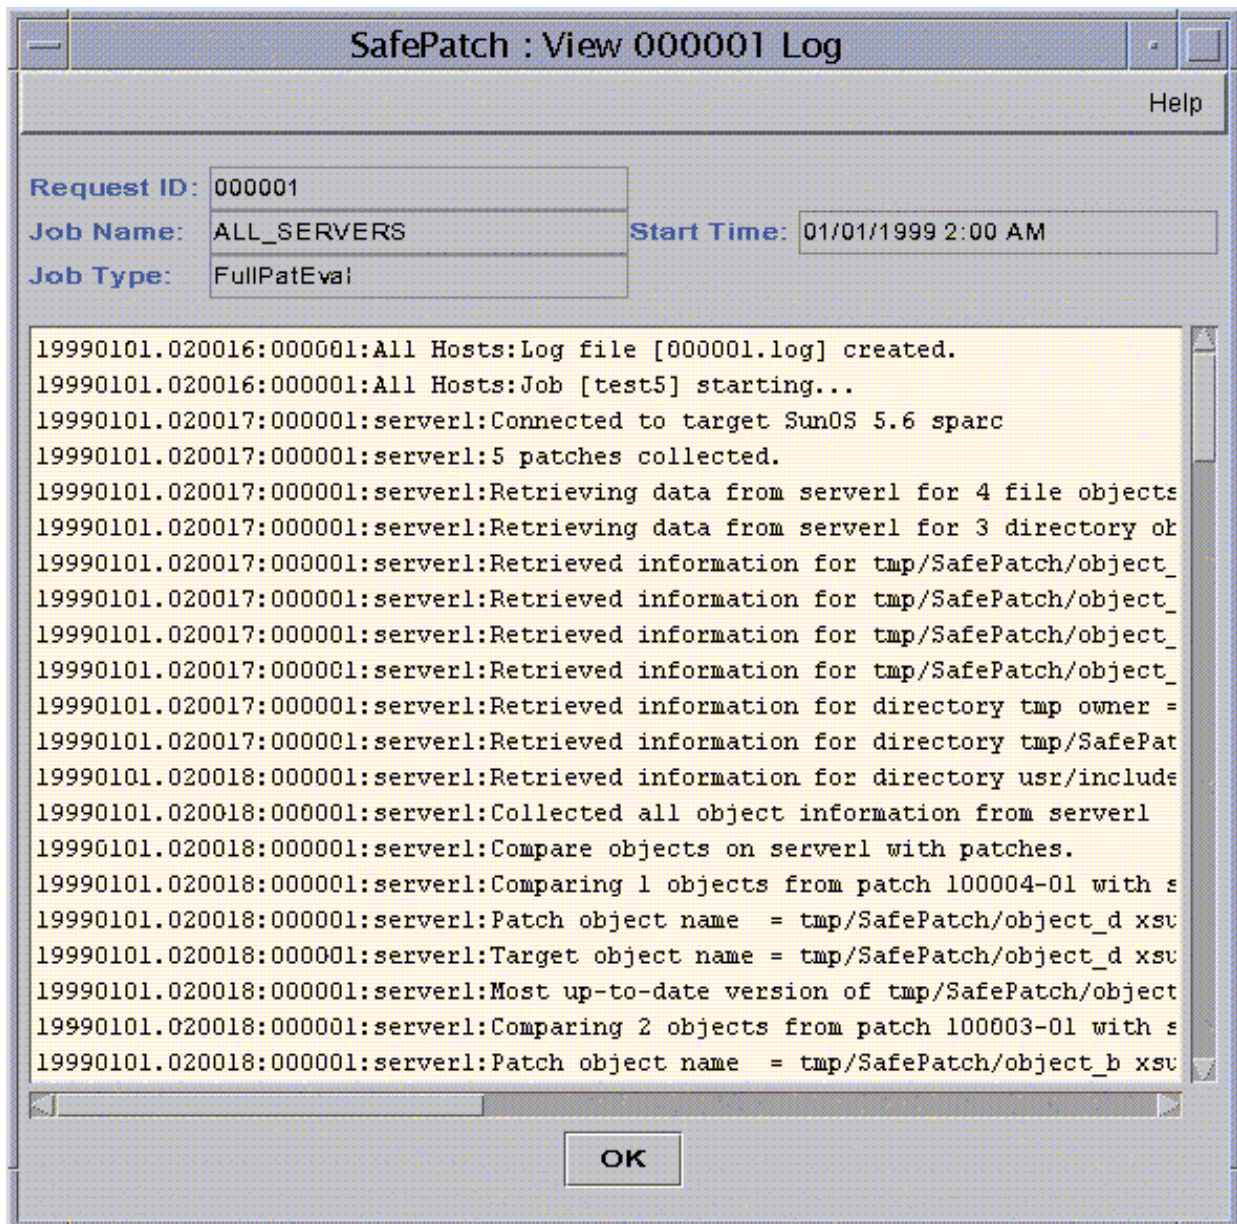 SafePatch : View 000001 Log
Help
Request ID: 000001
Job Name: ALL_SERVERS Start Time: 01/01/1999 2:00 AM
Job Type: FullPatEval
19990101.020016:000001:All Hosts:Log file [000001.log] created.
19990101.020016:000001:All Hosts:Job [test5] starting...
19990101.020017:000001:server1:Connected to target SunOS 5.6 sparc
19990101.020017:000001:server1:5 patches collected.
19990101.020017:000001:server1:Retrieving data from server1 for 4 file objects
19990101.020017:000001:server1:Retrieving data from server1 for 3 directory ob
19990101.020017:000001:server1:Retrieved information for tmp/SafePatch/object_
19990101.020017:000001:server1:Retrieved information for tmp/SafePatch/object_
19990101.020017:000001:server1:Retrieved information for tmp/SafePatch/object_
19990101.020017:000001:server1:Retrieved information for tmp/SafePatch/object_
19990101.020017:000001:server1:Retrieved information for directory tmp owner =
19990101.020017:000001:server1:Retrieved information for directory tmp/SafePat
19990101.020018:000001:server1:Retrieved information for directory usr/include
19990101.020018:000001:server1:Collected all object information from server1
19990101.020018:000001:server1:Compare objects on server1 with patches.
19990101.020018:000001:server1:Comparing 1 objects from patch 100004-01 with s
19990101.020018:000001:server1:Patch object name  = tmp/SafePatch/object_d xsu
19990101.020018:000001:server1:Target object name = tmp/SafePatch/object_d xsu
19990101.020018:000001:server1:Most up-to-date version of tmp/SafePatch/object
19990101.020018:000001:server1:Comparing 2 objects from patch 100003-01 with s
19990101.020018:000001:server1:Patch object name  = tmp/SafePatch/object_b xsu
OK